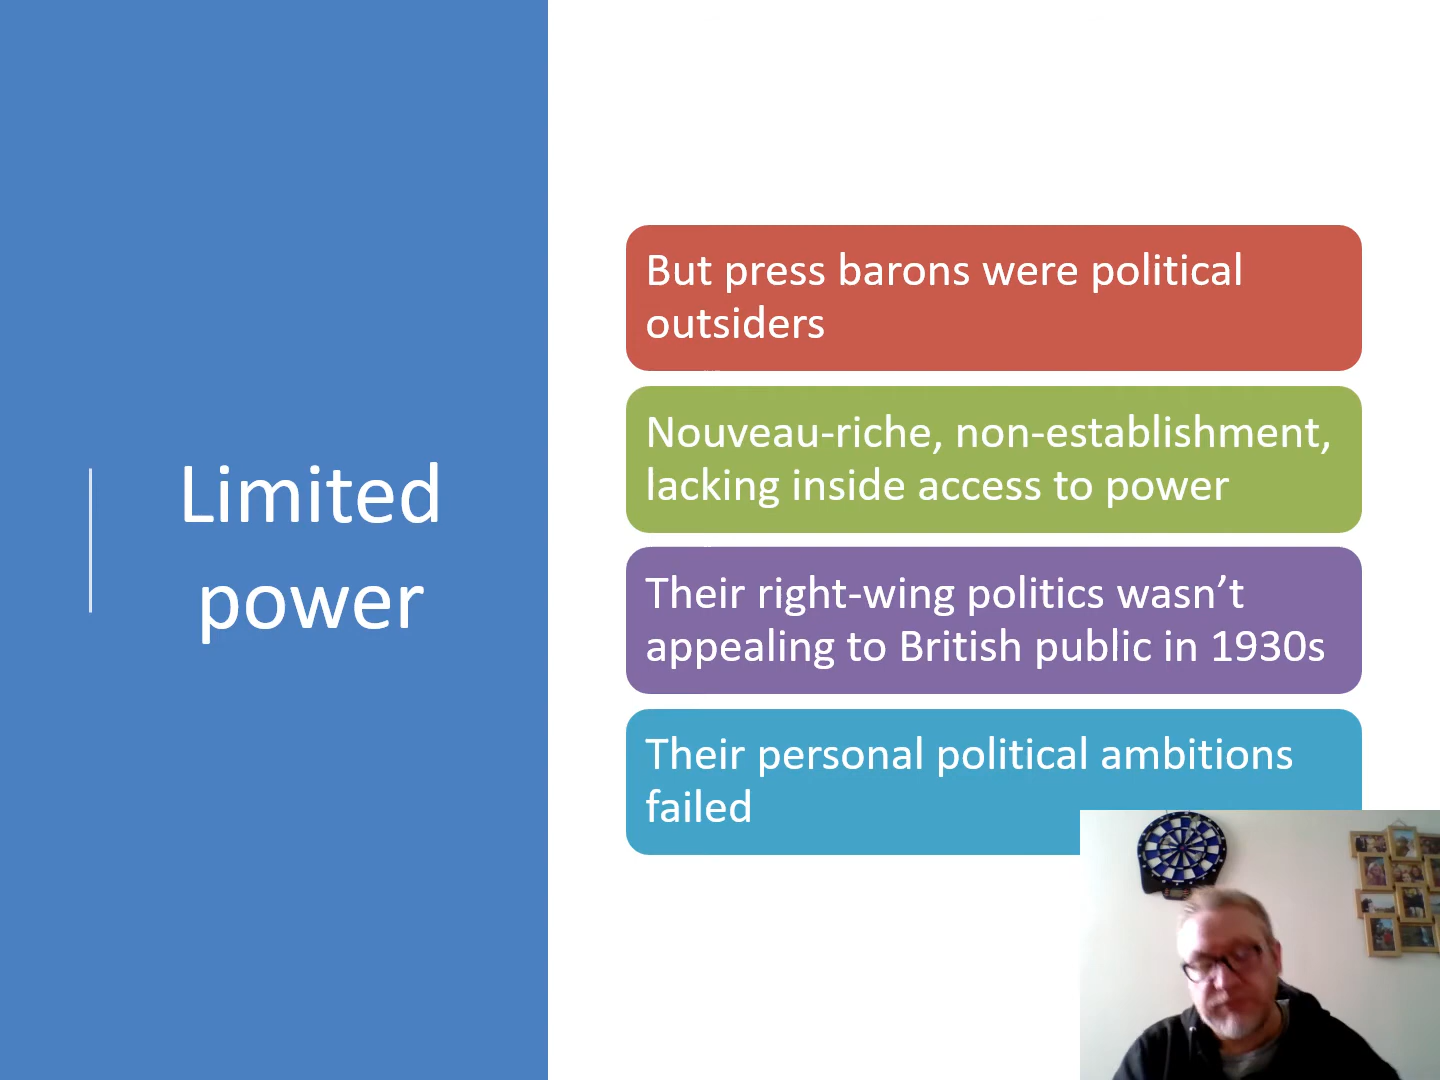 Limited
power
But press barons were political
outsiders
Nouveau-riche, non-establishment,
lacking inside access to power
Their right-wing politics wasn’t
appealing to British public in 1930s
Their personal political ambitions
failed